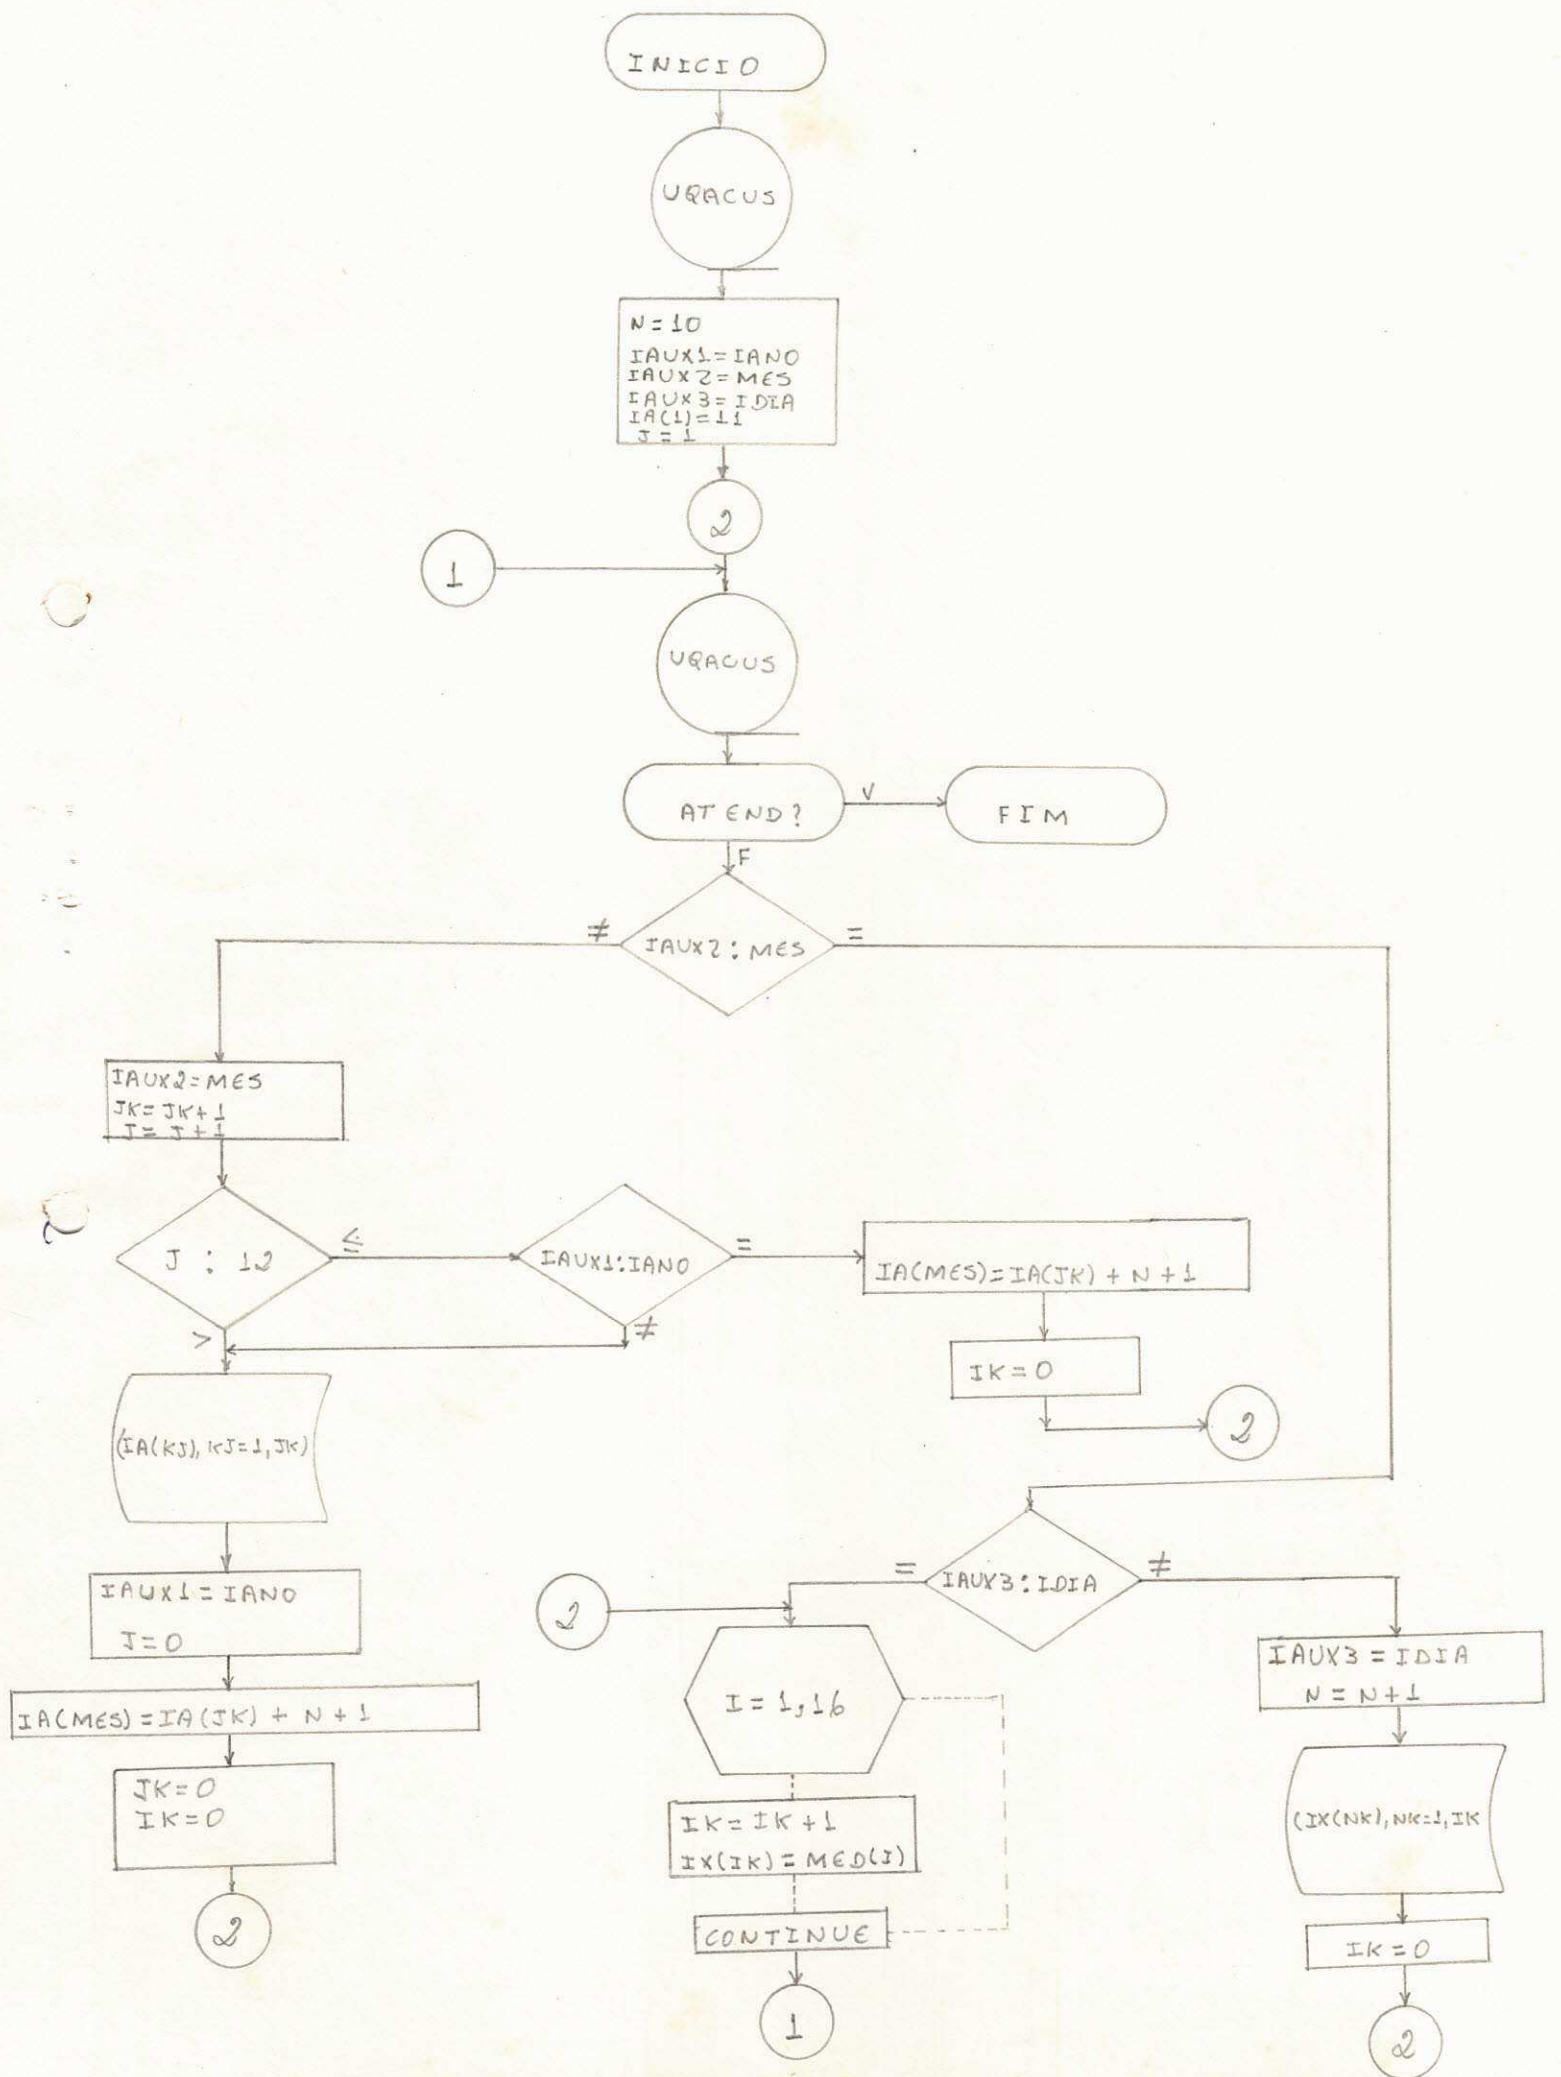 INICIO
UQACUS
N=10
IAUX1=IANO
IAUX2=MES
IAUX3=IDIA
IA(1)=11
J=1
2
1
UQACUS
AT END?
V
FIM
F
≠
IAUX2:MES
=
IAUX2=MES
JK=JK+1
J=J+1
J : 12
≤
IAUX1:IANO
=
IA(MES)=IA(JK)+N+1
>
≠
IK=0
2
(IA(KJ),KJ=1,JK)
IAUX1=IANO
J=0
IA(MES)=IA(JK)+N+1
JK=0
IK=0
2
=
IAUX3:IDIA
≠
2
I=1,16
IK=IK+1
IX(IK)=MED(I)
CONTINUE
1
IAUX3=IDIA
N=N+1
(IX(NK),NK=1,IK
IK=0
2